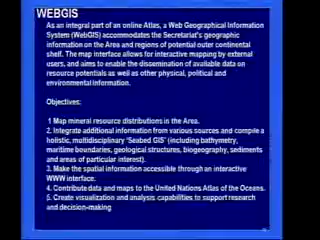 WEBGIS
As an integral part of an online Atlas, a Web Geographical Information
System (WebGIS) accommodates the Secretariat's geographic
information on the Area and regions of potential outer continental
shelf. The map interface allows for interactive mapping by external
users, and aims to enable the dissemination of available data on
resource potentials as well as other physical, political and
environmental information.
Objectives:
1 Map mineral resource distributions in the Area.
2. Integrate additional information from various sources and compile a
holistic, multidisciplinary 'Seabed GIS' (including bathymetry,
maritime boundaries, geological structures, biogeography, sediments
and areas of particular interest).
3. Make the spatial information accessible through an interactive
WWW interface.
4. Contribute data and maps to the United Nations Atlas of the Oceans.
5. Create visualization and analysis capabilities to support research
and decision-making